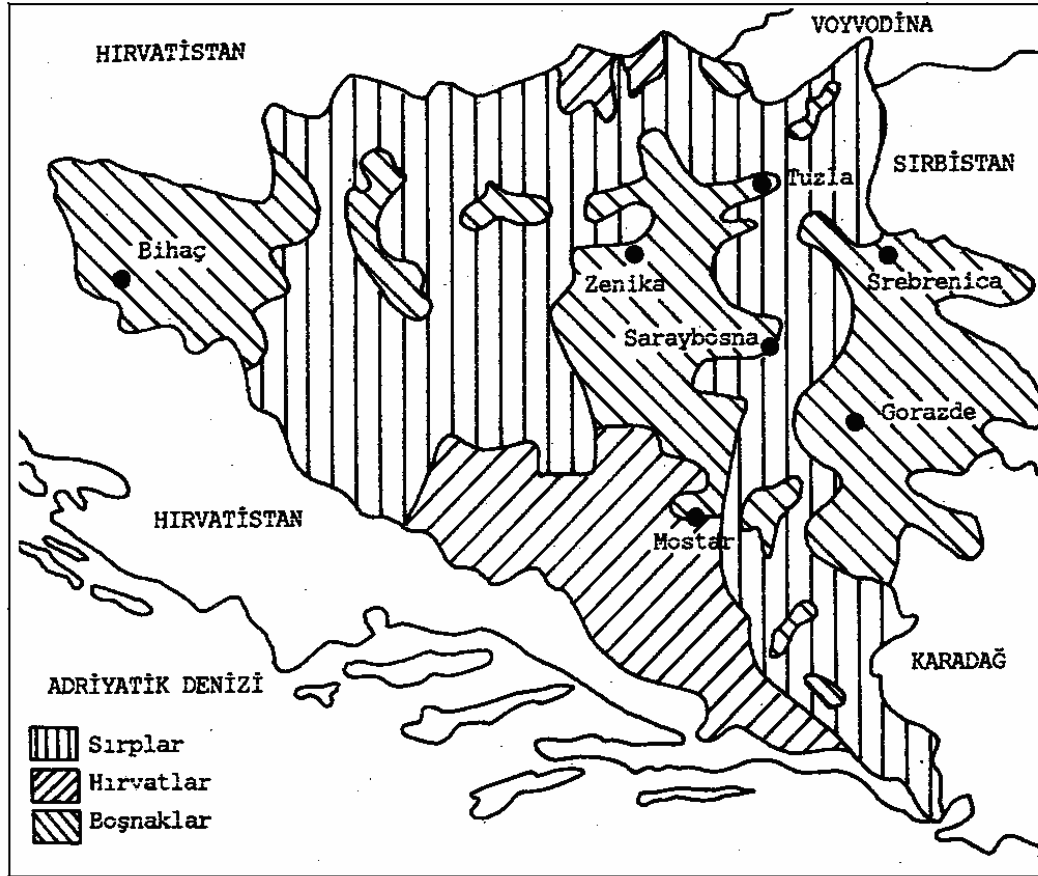 VOYVODİNA
HIRVATİSTAN
SIRBİSTAN
Tuzla
Bihaç
Zenika
Srebrenica
Saraybosna
Gorazde
HIRVATİSTAN
Mostar
KARADAĞ
ADRİYATİK DENİZİ
Sırplar
Hırvatlar
Boşnaklar